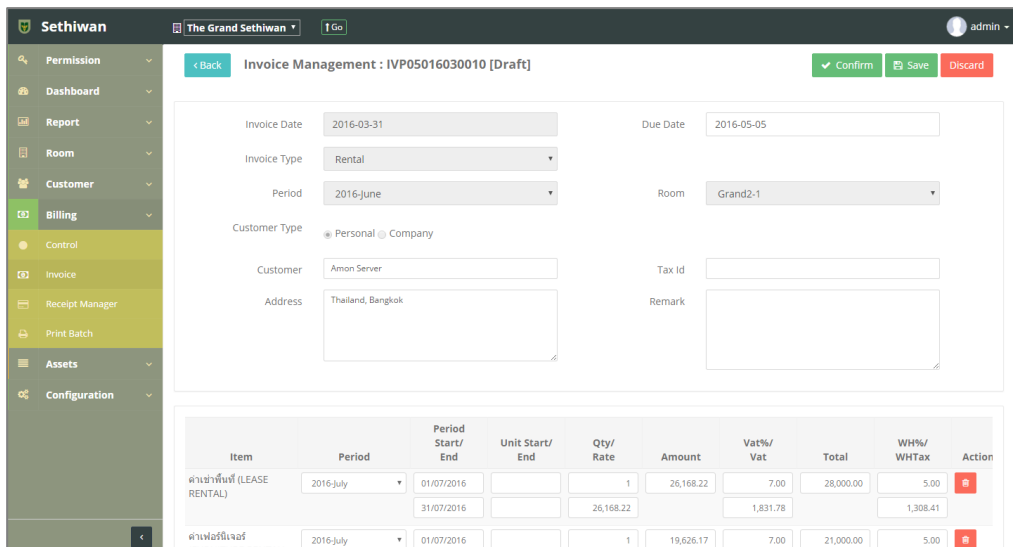 Sethiwan
The Grand Sethiwan
Go
admin
Permission
Dashboard
Report
Room
Customer
Billing
Control
Invoice
Receipt Manager
Print Batch
Assets
Configuration
Back
Invoice Management : IVP05016030010 [Draft]
Confirm
Save
Discard
Invoice Date 2016-03-31 Due Date 2016-05-05
Invoice Type Rental
Period 2016-June Room Grand2-1
Customer Type Personal Company
Customer Amon Server Tax Id
Address Thailand, Bangkok Remark
Item Period Period Start/ End Unit Start/ End Qty/ Rate Amount Vat%/ Vat Total WH%/ WHTax Action
ค่าเช่าพื้นที่ (LEASE 2016-July 01/07/2016 1 26,168.22 7.00 28,000.00 5.00
RENTAL)
31/07/2016 26,168.22 1,831.78 1,308.41
ค่าเฟอร์นิเจอร์ 2016-July 01/07/2016 1 19,626.17 7.00 21,000.00 5.00